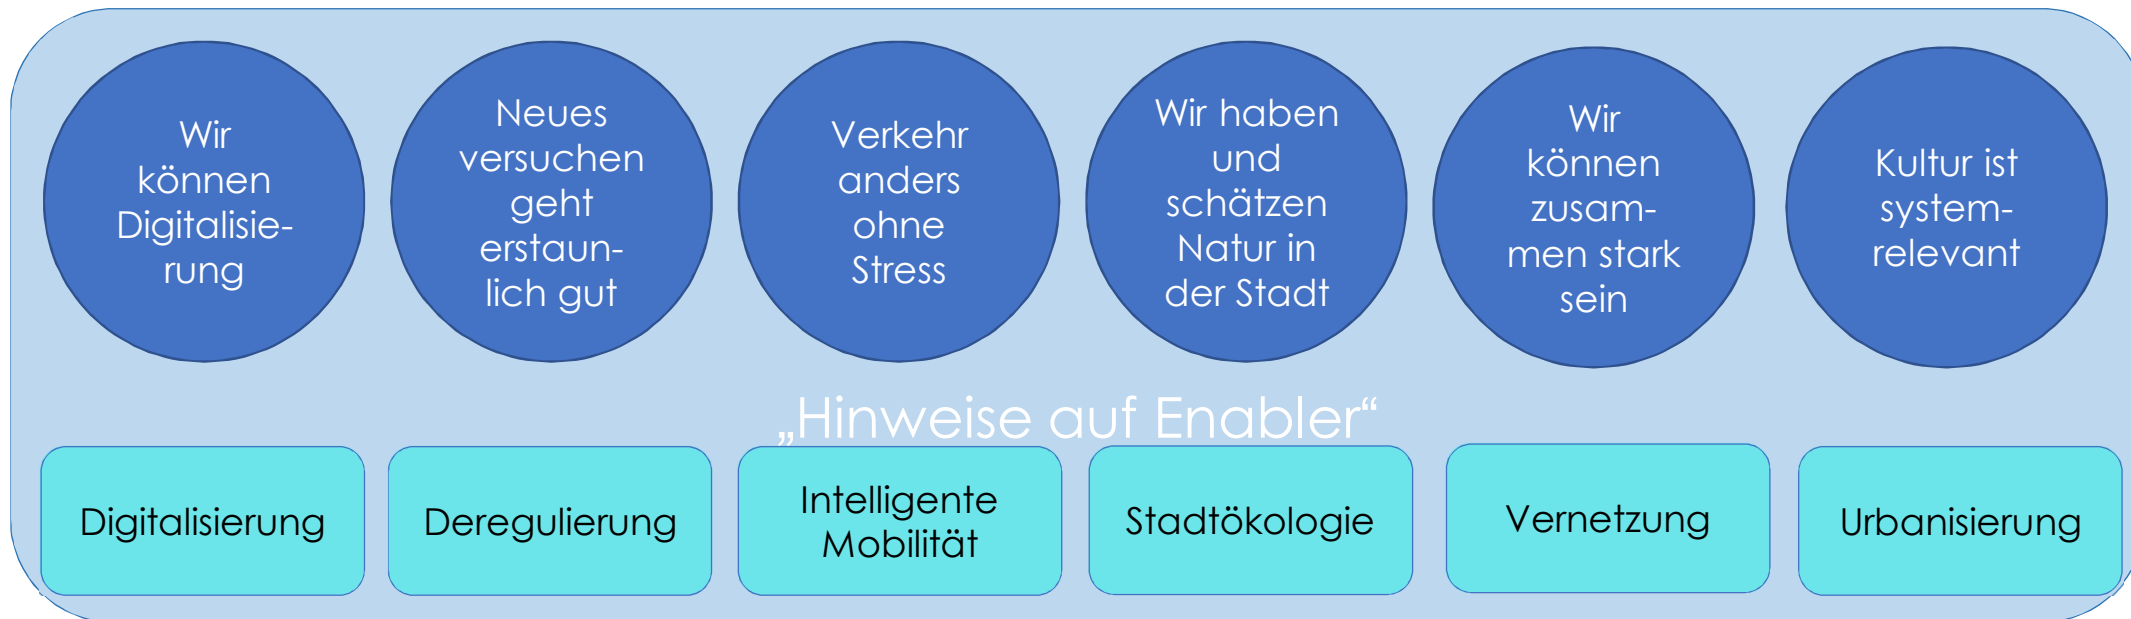 Wir
können
Digitalisie-
rung
Neues
versuchen
geht
erstaun-
lich gut
Verkehr
anders
ohne
Stress
Wir haben
und
schätzen
Natur in
der Stadt
Wir
können
zusam-
men stark
sein
Kultur ist
system-
relevant
„Hinweise auf Enabler“
Digitalisierung
Deregulierung
Intelligente
Mobilität
Stadtökologie
Vernetzung
Urbanisierung